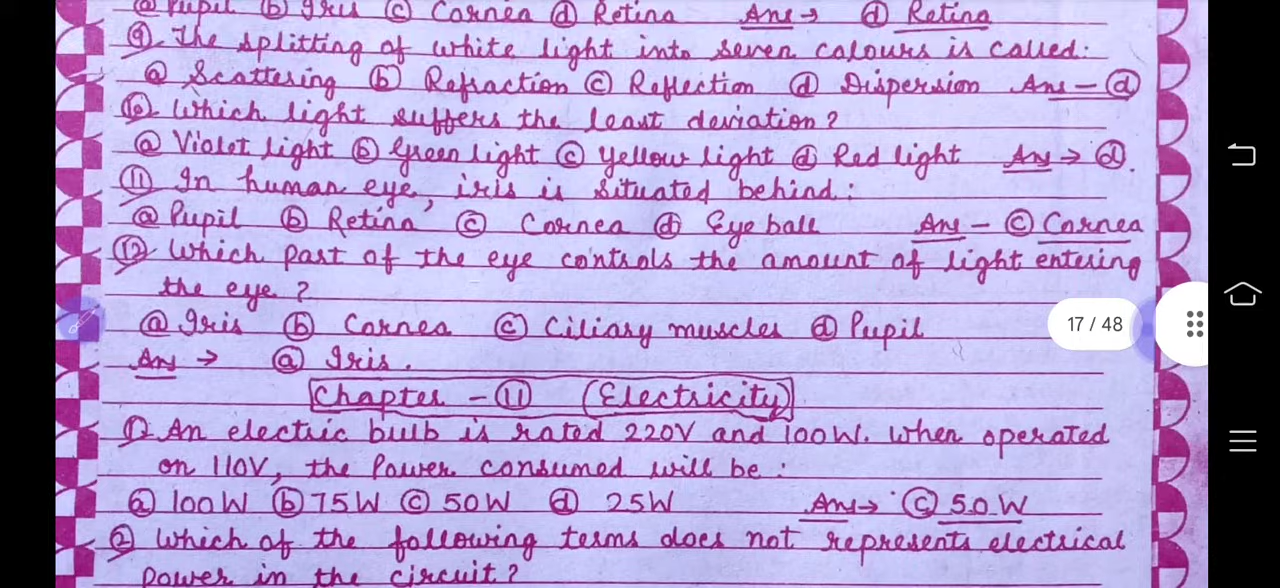 ⓐ Pupil ⓑ Iris ⓒ Cornea ⓓ Retina Ans → ⓓ Retina
⑨ The splitting of white light into seven colours is called:
ⓐ Scattering ⓑ Refraction ⓒ Reflection ⓓ Dispersion Ans – ⓓ
⑩ Which light suffers the least deviation?
ⓐ Violet light ⓑ Green light ⓒ Yellow light ⓓ Red light Ans → ⓓ.
⑪ In human eye, iris is situated behind:
ⓐ Pupil ⓑ Retina ⓒ Cornea ⓓ Eye ball Ans – ⓒ Cornea
⑫ Which part of the eye controls the amount of light entering
the eye?
ⓐ Iris ⓑ Cornea ⓒ Ciliary muscles ⓓ Pupil
17 / 48
Ans → ⓐ Iris.
Chapter – ⑪ (Electricity)
① An electric bulb is rated 220V and 100W. When operated
on 110V, the Power consumed will be:
ⓐ 100W ⓑ 75W ⓒ 50W ⓓ 25W Ans → ⓒ 50W
② Which of the following terms does not represents electrical
Power in the circuit?